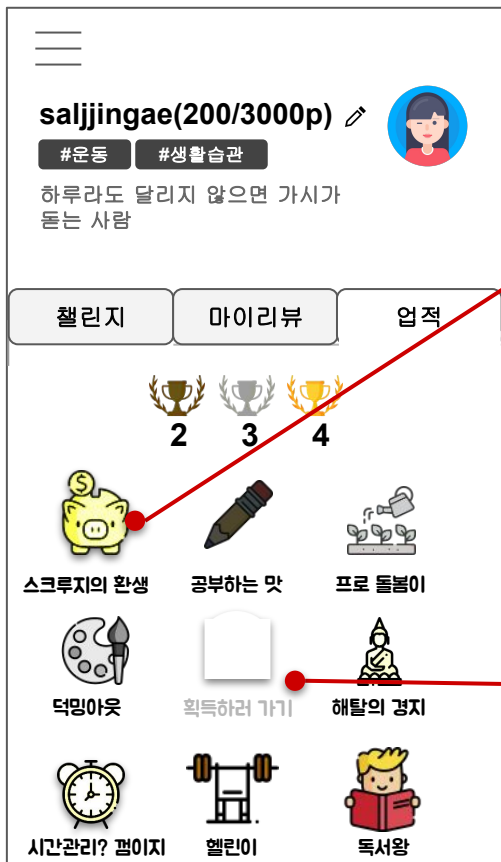 saljjingae(200/3000p)
#운동 #생활습관
하루라도 달리지 않으면 가시가
돋는 사람
챌린지 마이리뷰 업적
2 3 4
$
스크루지의 환생 공부하는 맛 프로 돌봄이
덕밍아웃 획득하러 가기 해탈의 경지
시간관리? 껌이지 헬린이 독서왕